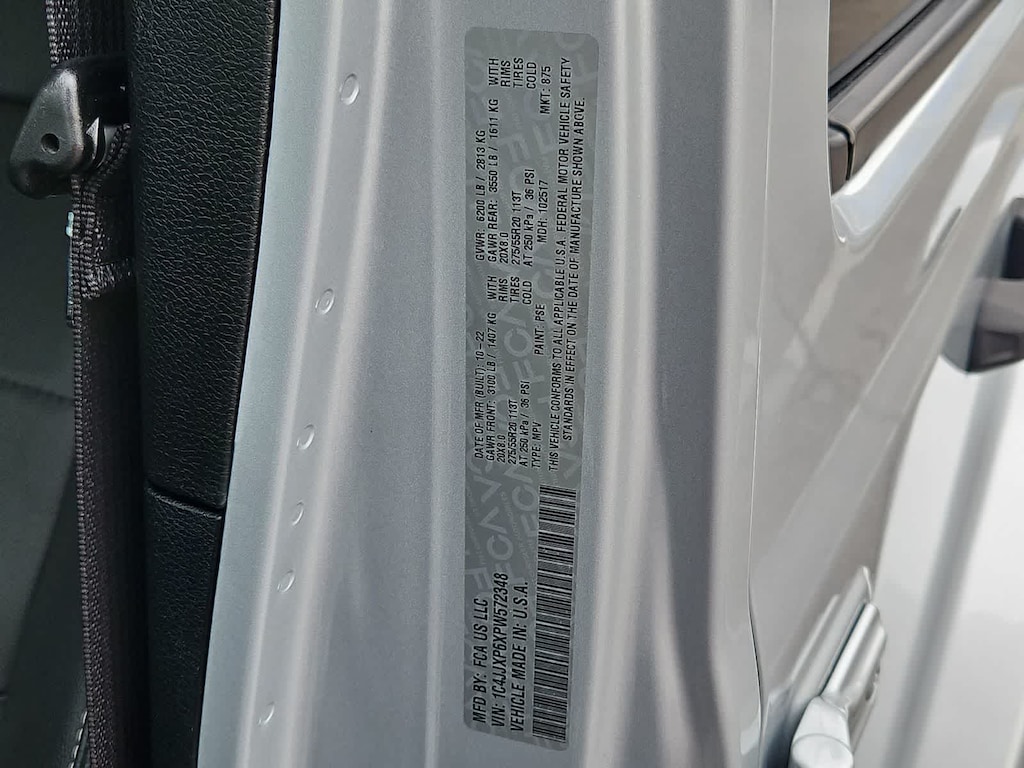 MFD BY: FCA US LLC
VIN: 1C4JJXP6XPW572348
VEHICLE MADE IN: U.S.A.
DATE OF MFR (BUILT): 10-22 GVWR: 6200 LB / 2813 KG
GAWR FRONT: 3100 LB / 1407 KG WITH GAWR REAR: 3550 LB / 1611 KG WITH
20X8.0 RIMS 20X8.0 RIMS
275/55R20 113T TIRES 275/55R20 113T TIRES
AT 250 kPa / 36 PSI COLD AT 250 kPa / 36 PSI COLD
TYPE: MPV PAINT: PSE MDH: 102517 MKT: 875
THIS VEHICLE CONFORMS TO ALL APPLICABLE U.S.A. FEDERAL MOTOR VEHICLE SAFETY
STANDARDS IN EFFECT ON THE DATE OF MANUFACTURE SHOWN ABOVE.